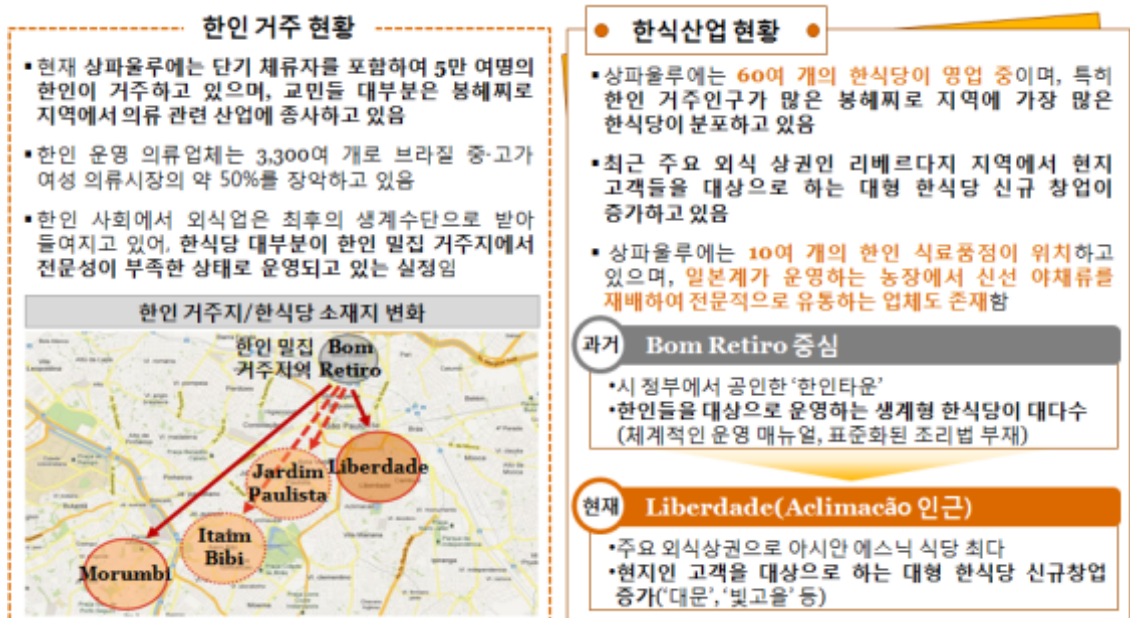 한인 거주 현황
▪현재 상파울루에는 단기 체류자를 포함하여 5만 여명의
한인이 거주하고 있으며, 교민들 대부분은 봉헤찌로
지역에서 의류 관련 산업에 종사하고 있음
▪한인 운영 의류업체는 3,300여 개로 브라질 중·고가
여성 의류시장의 약 50%를 장악하고 있음
▪한인 사회에서 외식업은 최후의 생계수단으로 받아
들여지고 있어, 한식당 대부분이 한인 밀집 거주지에서
전문성이 부족한 상태로 운영되고 있는 실정임
한인 거주지/한식당 소재지 변화
한인 밀집
거주지역
Bom
Retiro
Liberdade
Jardim
Paulista
Itaim
Bibi
Morumbi
한식산업 현황
▪상파울루에는 60여 개의 한식당이 영업 중이며, 특히
한인 거주인구가 많은 봉헤찌로 지역에 가장 많은
한식당이 분포하고 있음
▪최근 주요 외식 상권인 리베르다지 지역에서 현지
고객들을 대상으로 하는 대형 한식당 신규 창업이
증가하고 있음
▪ 상파울루에는 10여 개의 한인 식료품점이 위치하고
있으며, 일본계가 운영하는 농장에서 신선 야채류를
재배하여 전문적으로 유통하는 업체도 존재함
과거 Bom Retiro 중심
•시 정부에서 공인한 ‘한인타운’
•한인들을 대상으로 운영하는 생계형 한식당이 대다수
(체계적인 운영 매뉴얼, 표준화된 조리법 부재)
현재 Liberdade(Aclimacão 인근)
•주요 외식상권으로 아시안 에스닉 식당 최다
•현지인 고객을 대상으로 하는 대형 한식당 신규창업
증가(‘대문’, ‘빛고을’ 등)